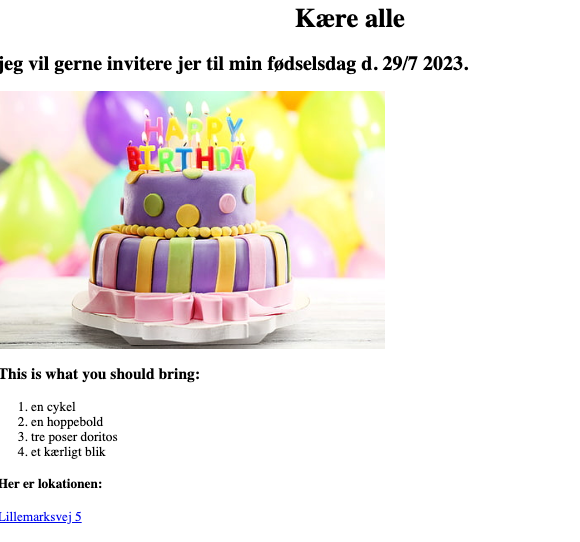 Kære alle
jeg vil gerne invitere jer til min fødselsdag d. 29/7 2023.
HAPPY
BIRTHDAY
This is what you should bring:
1. en cykel
2. en hoppebold
3. tre poser doritos
4. et kærligt blik
Her er lokationen:
Lillemarksvej 5